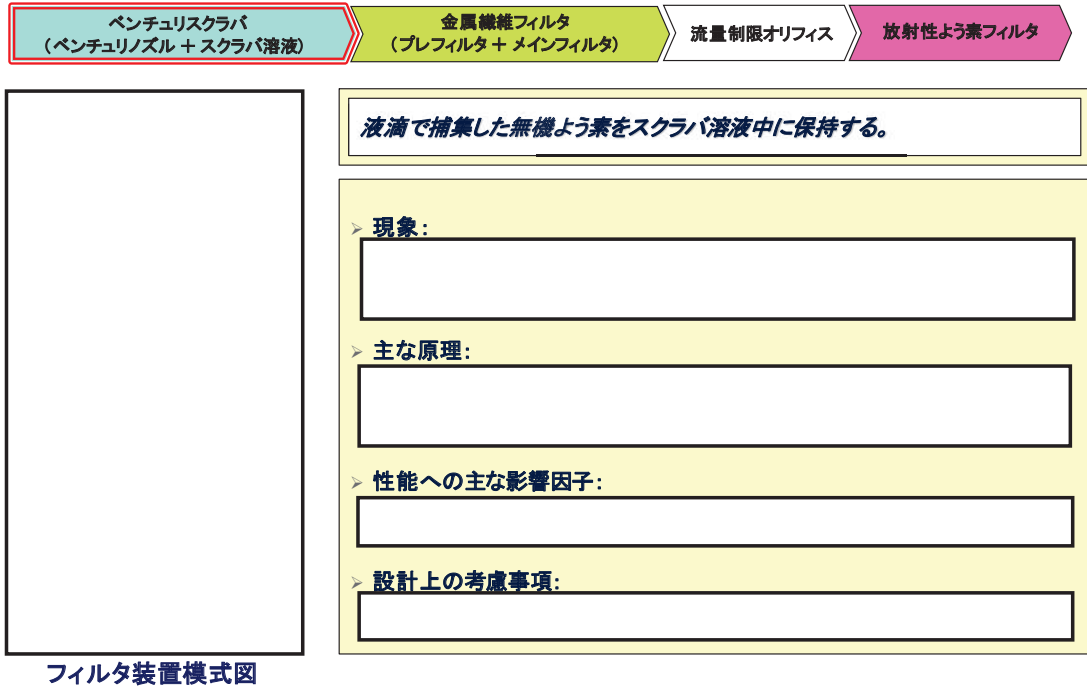 ベンチュリスクラバ
(ベンチュリノズル + スクラバ溶液)
金属繊維フィルタ
(プレフィルタ + メインフィルタ)
流量制限オリフィス
放射性よう素フィルタ
液滴で捕集した無機よう素をスクラバ溶液中に保持する。
➢ 現象:
➢ 主な原理:
➢ 性能への主な影響因子:
➢ 設計上の考慮事項:
フィルタ装置模式図